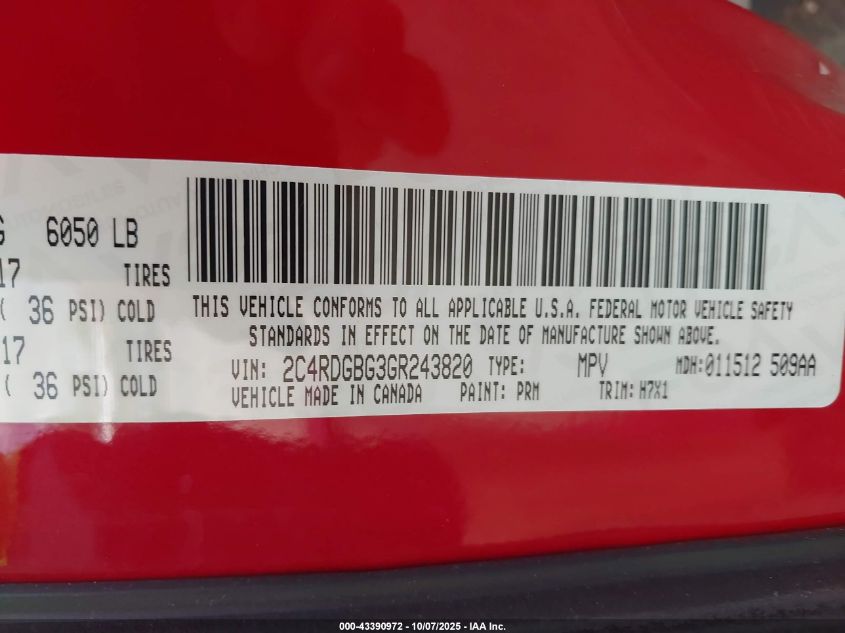 6050 LB
17 TIRES
( 36 PSI) COLD
17 TIRES
( 36 PSI) COLD
THIS VEHICLE CONFORMS TO ALL APPLICABLE U.S.A. FEDERAL MOTOR VEHICLE SAFETY
STANDARDS IN EFFECT ON THE DATE OF MANUFACTURE SHOWN ABOVE.
VIN: 2C4RDGBG3GR243820 TYPE: MPV MDH:011512 509AA
VEHICLE MADE IN CANADA PAINT: PRM TRIM: H7X1
000-43390972 - 10/07/2025 - IAA Inc.